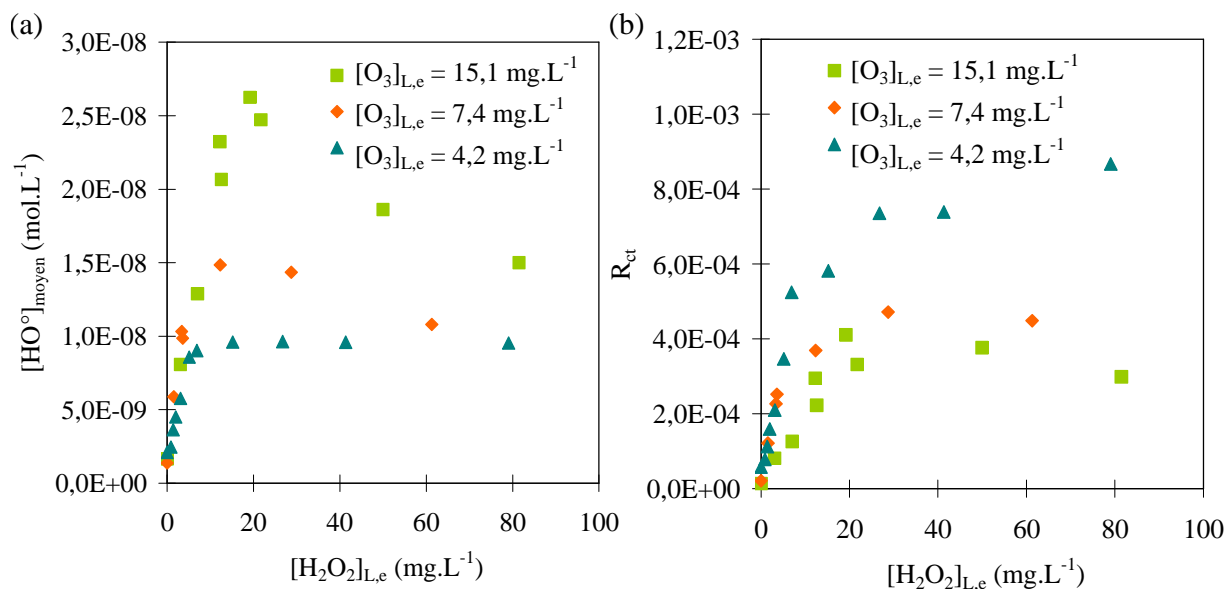 (a)
[HO°]moyen (mol.L-1)
3,0E-08
2,5E-08
2,0E-08
1,5E-08
1,0E-08
5,0E-09
0,0E+00
[O3]L,e = 15,1 mg.L-1
[O3]L,e = 7,4 mg.L-1
[O3]L,e = 4,2 mg.L-1
0 20 40 60 80 100
[H2O2]L,e (mg.L-1)
(b)
Rct
1,2E-03
1,0E-03
8,0E-04
6,0E-04
4,0E-04
2,0E-04
0,0E+00
[O3]L,e = 15,1 mg.L-1
[O3]L,e = 7,4 mg.L-1
[O3]L,e = 4,2 mg.L-1
0 20 40 60 80 100
[H2O2]L,e (mg.L-1)